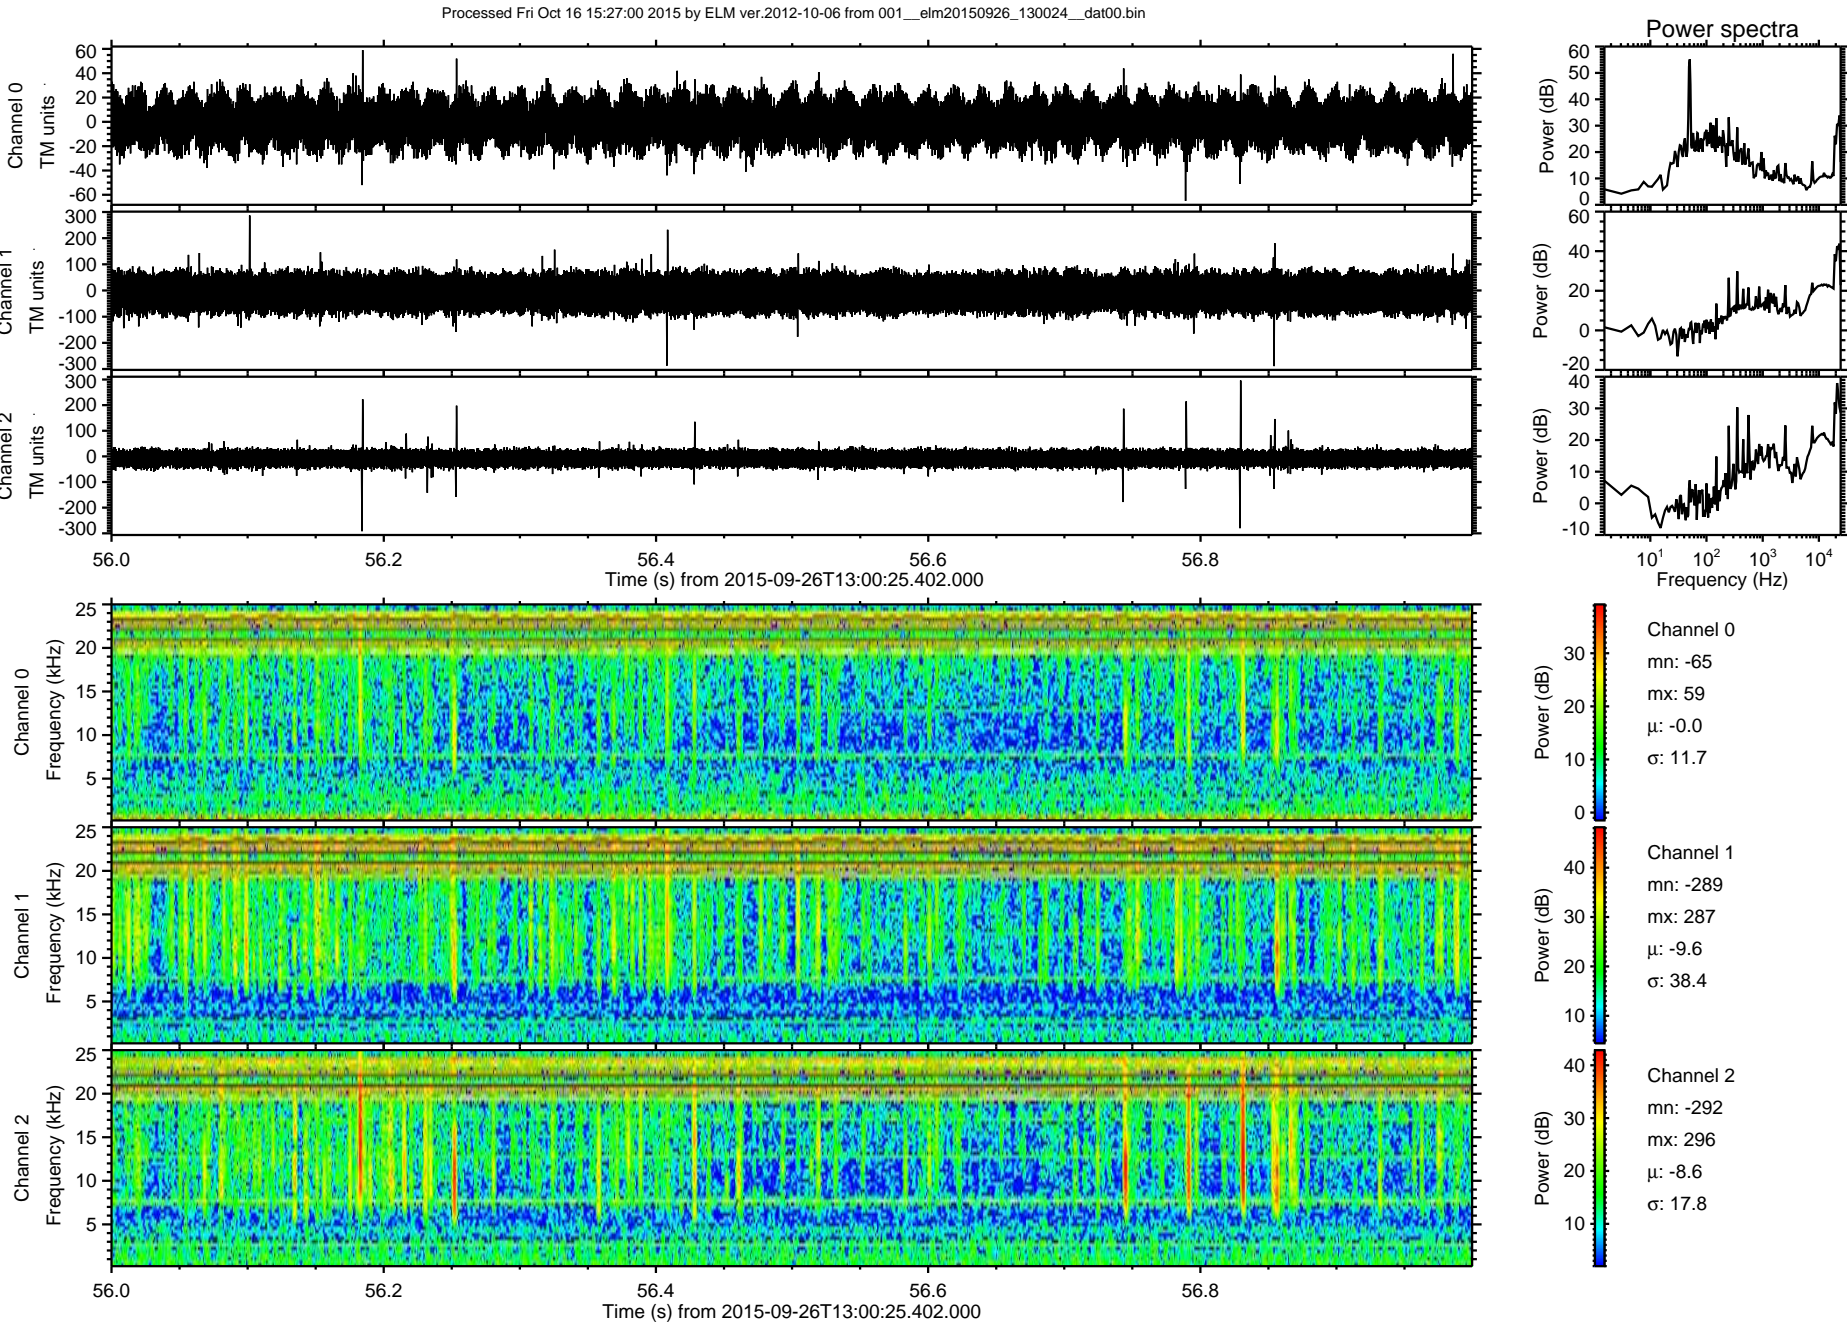 Processed Fri Oct 16 15:27:00 2015 by ELM ver.2012-10-06 from 001__elm20150926_130024__dat00.bin
Power spectra
Channel 0
TM units
60
40
20
0
-20
-40
-60
Power (dB)
60
50
40
30
20
10
0
Channel 1
TM units
300
200
100
0
-100
-200
-300
Power (dB)
60
40
20
0
-20
Channel 2
TM units
300
200
100
0
-100
-200
-300
Power (dB)
40
30
20
10
0
-10
56.0 56.2 56.4 56.6 56.8
Time (s) from 2015-09-26T13:00:25.402.000
10¹ 10² 10³ 10⁴
Frequency (Hz)
Channel 0
Frequency (kHz)
25
20
15
10
5
Power (dB)
30
20
10
0
Channel 0
mn: -65
mx: 59
μ: -0.0
σ: 11.7
Channel 1
Frequency (kHz)
25
20
15
10
5
Power (dB)
40
30
20
10
Channel 1
mn: -289
mx: 287
μ: -9.6
σ: 38.4
Channel 2
Frequency (kHz)
25
20
15
10
5
Power (dB)
40
30
20
10
Channel 2
mn: -292
mx: 296
μ: -8.6
σ: 17.8
56.0 56.2 56.4 56.6 56.8
Time (s) from 2015-09-26T13:00:25.402.000